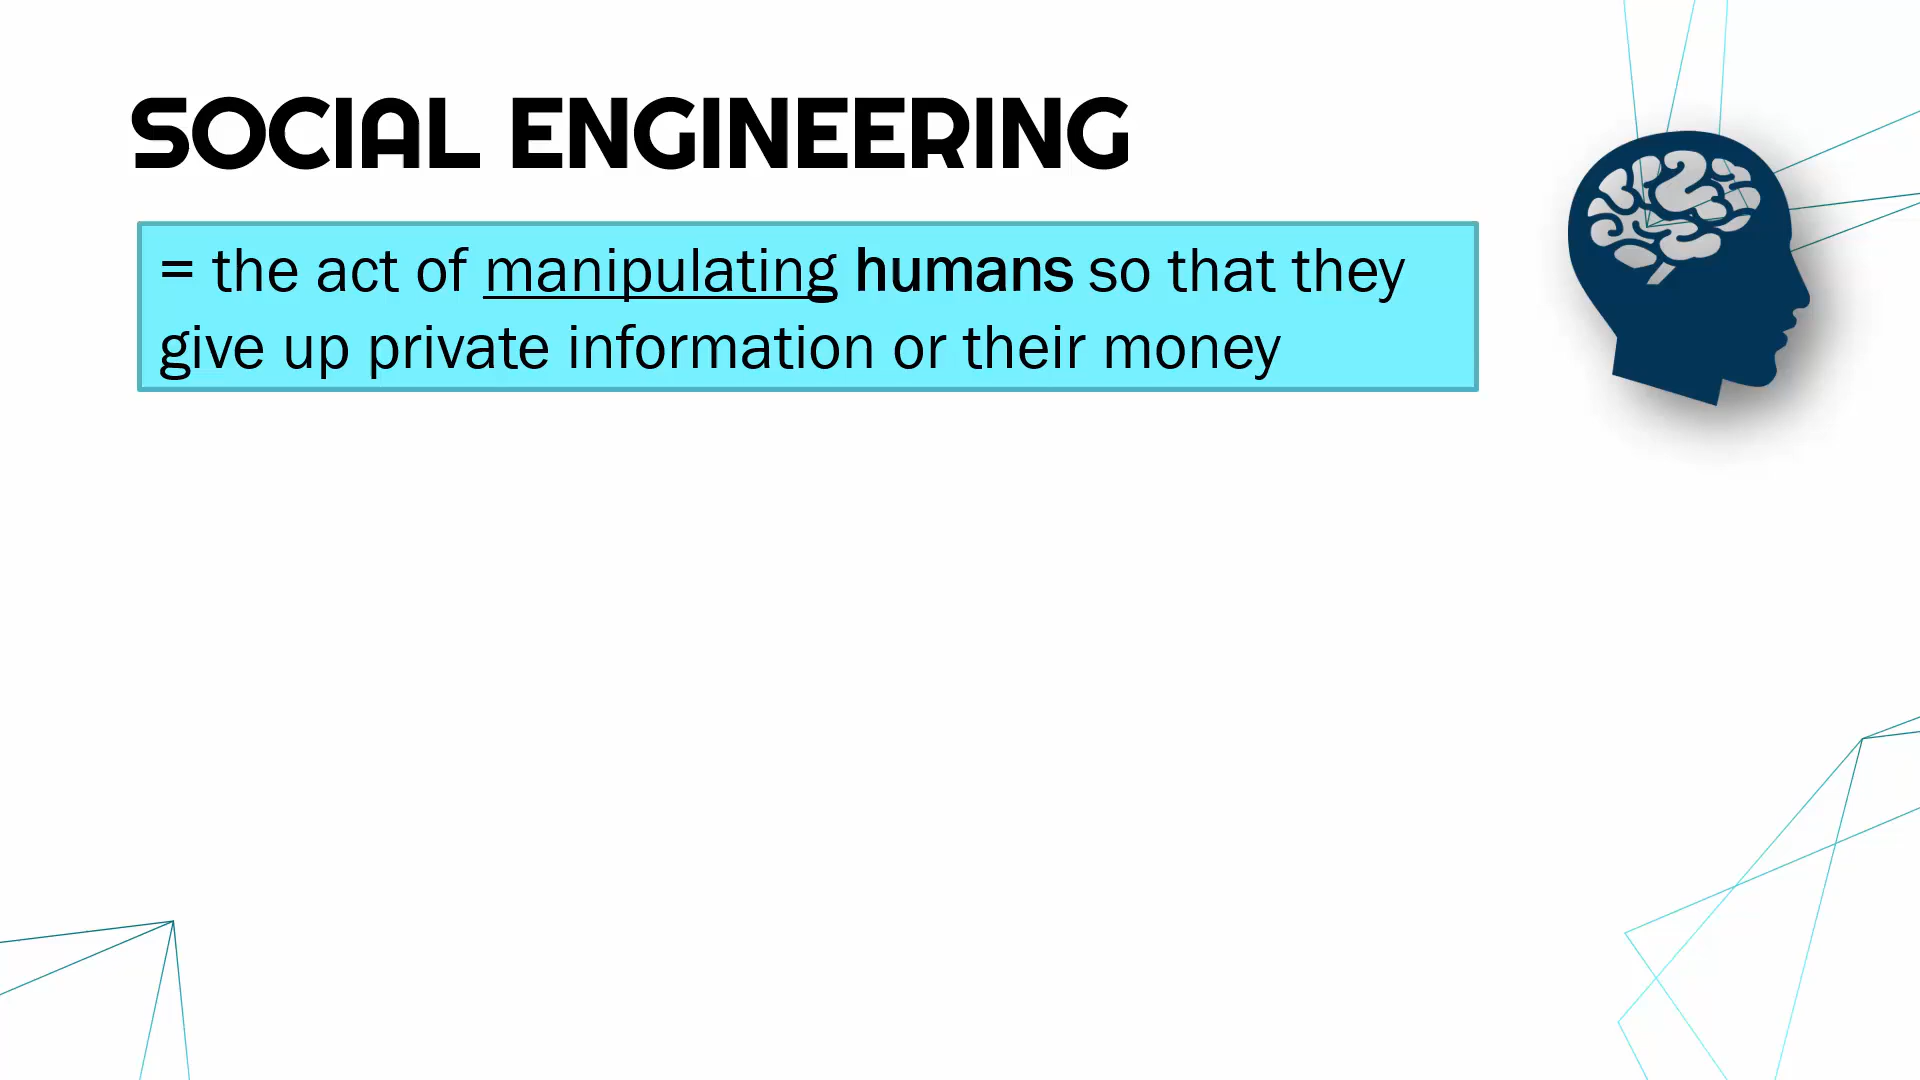 SOCIAL ENGINEERING
= the act of manipulating humans so that they
give up private information or their money